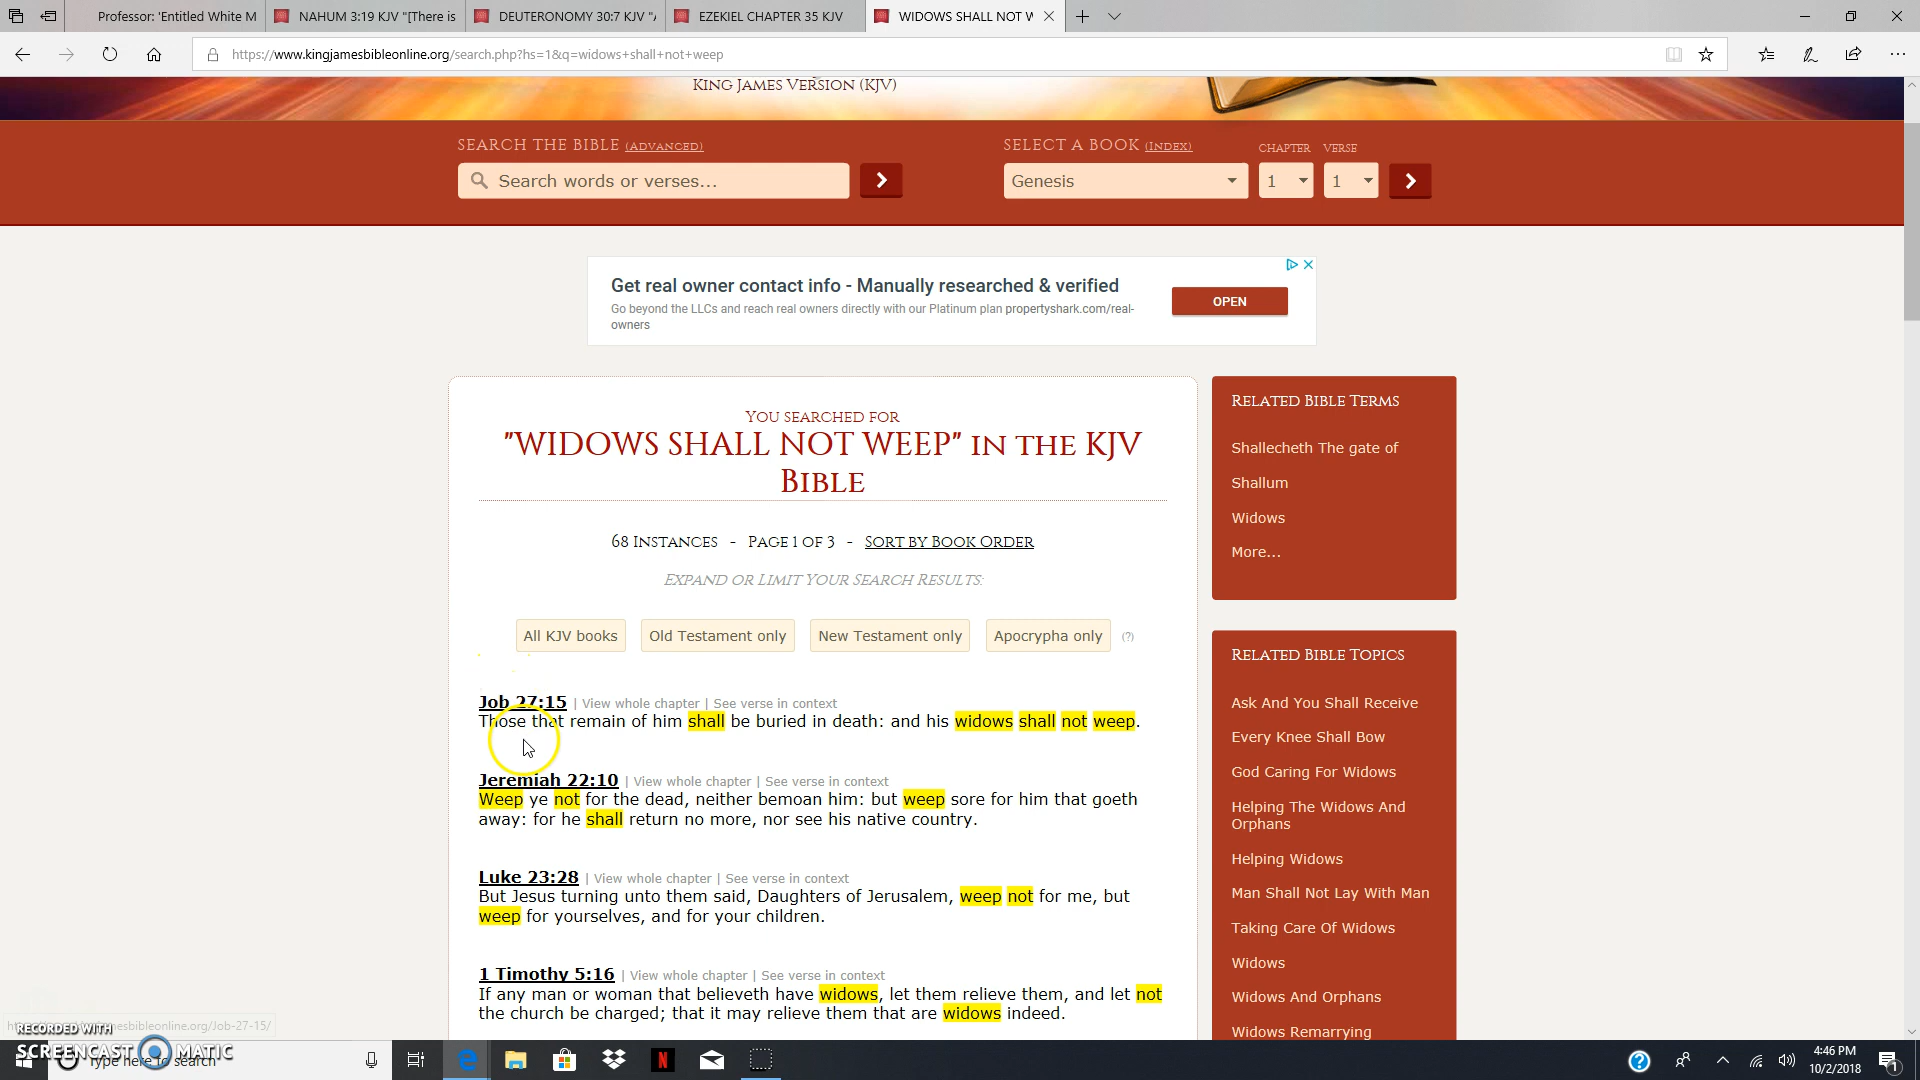 Professor: 'Entitled White M
NAHUM 3:19 KJV "[There is
DEUTERONOMY 30:7 KJV "A
EZEKIEL CHAPTER 35 KJV
WIDOWS SHALL NOT W
https://www.kingjamesbibleonline.org/search.php?hs=1&q=widows+shall+not+weep
King James Version (KJV)
Search the Bible (Advanced)
Select a Book (Index)
Chapter
Verse
Search words or verses...
Genesis
1
1
Get real owner contact info - Manually researched & verified
Go beyond the LLCs and reach real owners directly with our Platinum plan propertyshark.com/real-
owners
OPEN
You searched for
"WIDOWS SHALL NOT WEEP" in the KJV
Bible
68 Instances - Page 1 of 3 - Sort by Book Order
Expand or Limit Your Search Results:
All KJV books
Old Testament only
New Testament only
Apocrypha only
(?)
Job 27:15 | View whole chapter | See verse in context
Those that remain of him shall be buried in death: and his widows shall not weep.
Jeremiah 22:10 | View whole chapter | See verse in context
Weep ye not for the dead, neither bemoan him: but weep sore for him that goeth
away: for he shall return no more, nor see his native country.
Luke 23:28 | View whole chapter | See verse in context
But Jesus turning unto them said, Daughters of Jerusalem, weep not for me, but
weep for yourselves, and for your children.
1 Timothy 5:16 | View whole chapter | See verse in context
If any man or woman that believeth have widows, let them relieve them, and let not
the church be charged; that it may relieve them that are widows indeed.
Related Bible Terms
Shallecheth The gate of
Shallum
Widows
More...
Related Bible Topics
Ask And You Shall Receive
Every Knee Shall Bow
God Caring For Widows
Helping The Widows And
Orphans
Helping Widows
Man Shall Not Lay With Man
Taking Care Of Widows
Widows
Widows And Orphans
Widows Remarrying
jamesbibleonline.org/Job-27-15/
RECORDED WITH
SCREENCAST MATIC
Type here to search
4:46 PM
10/2/2018
1